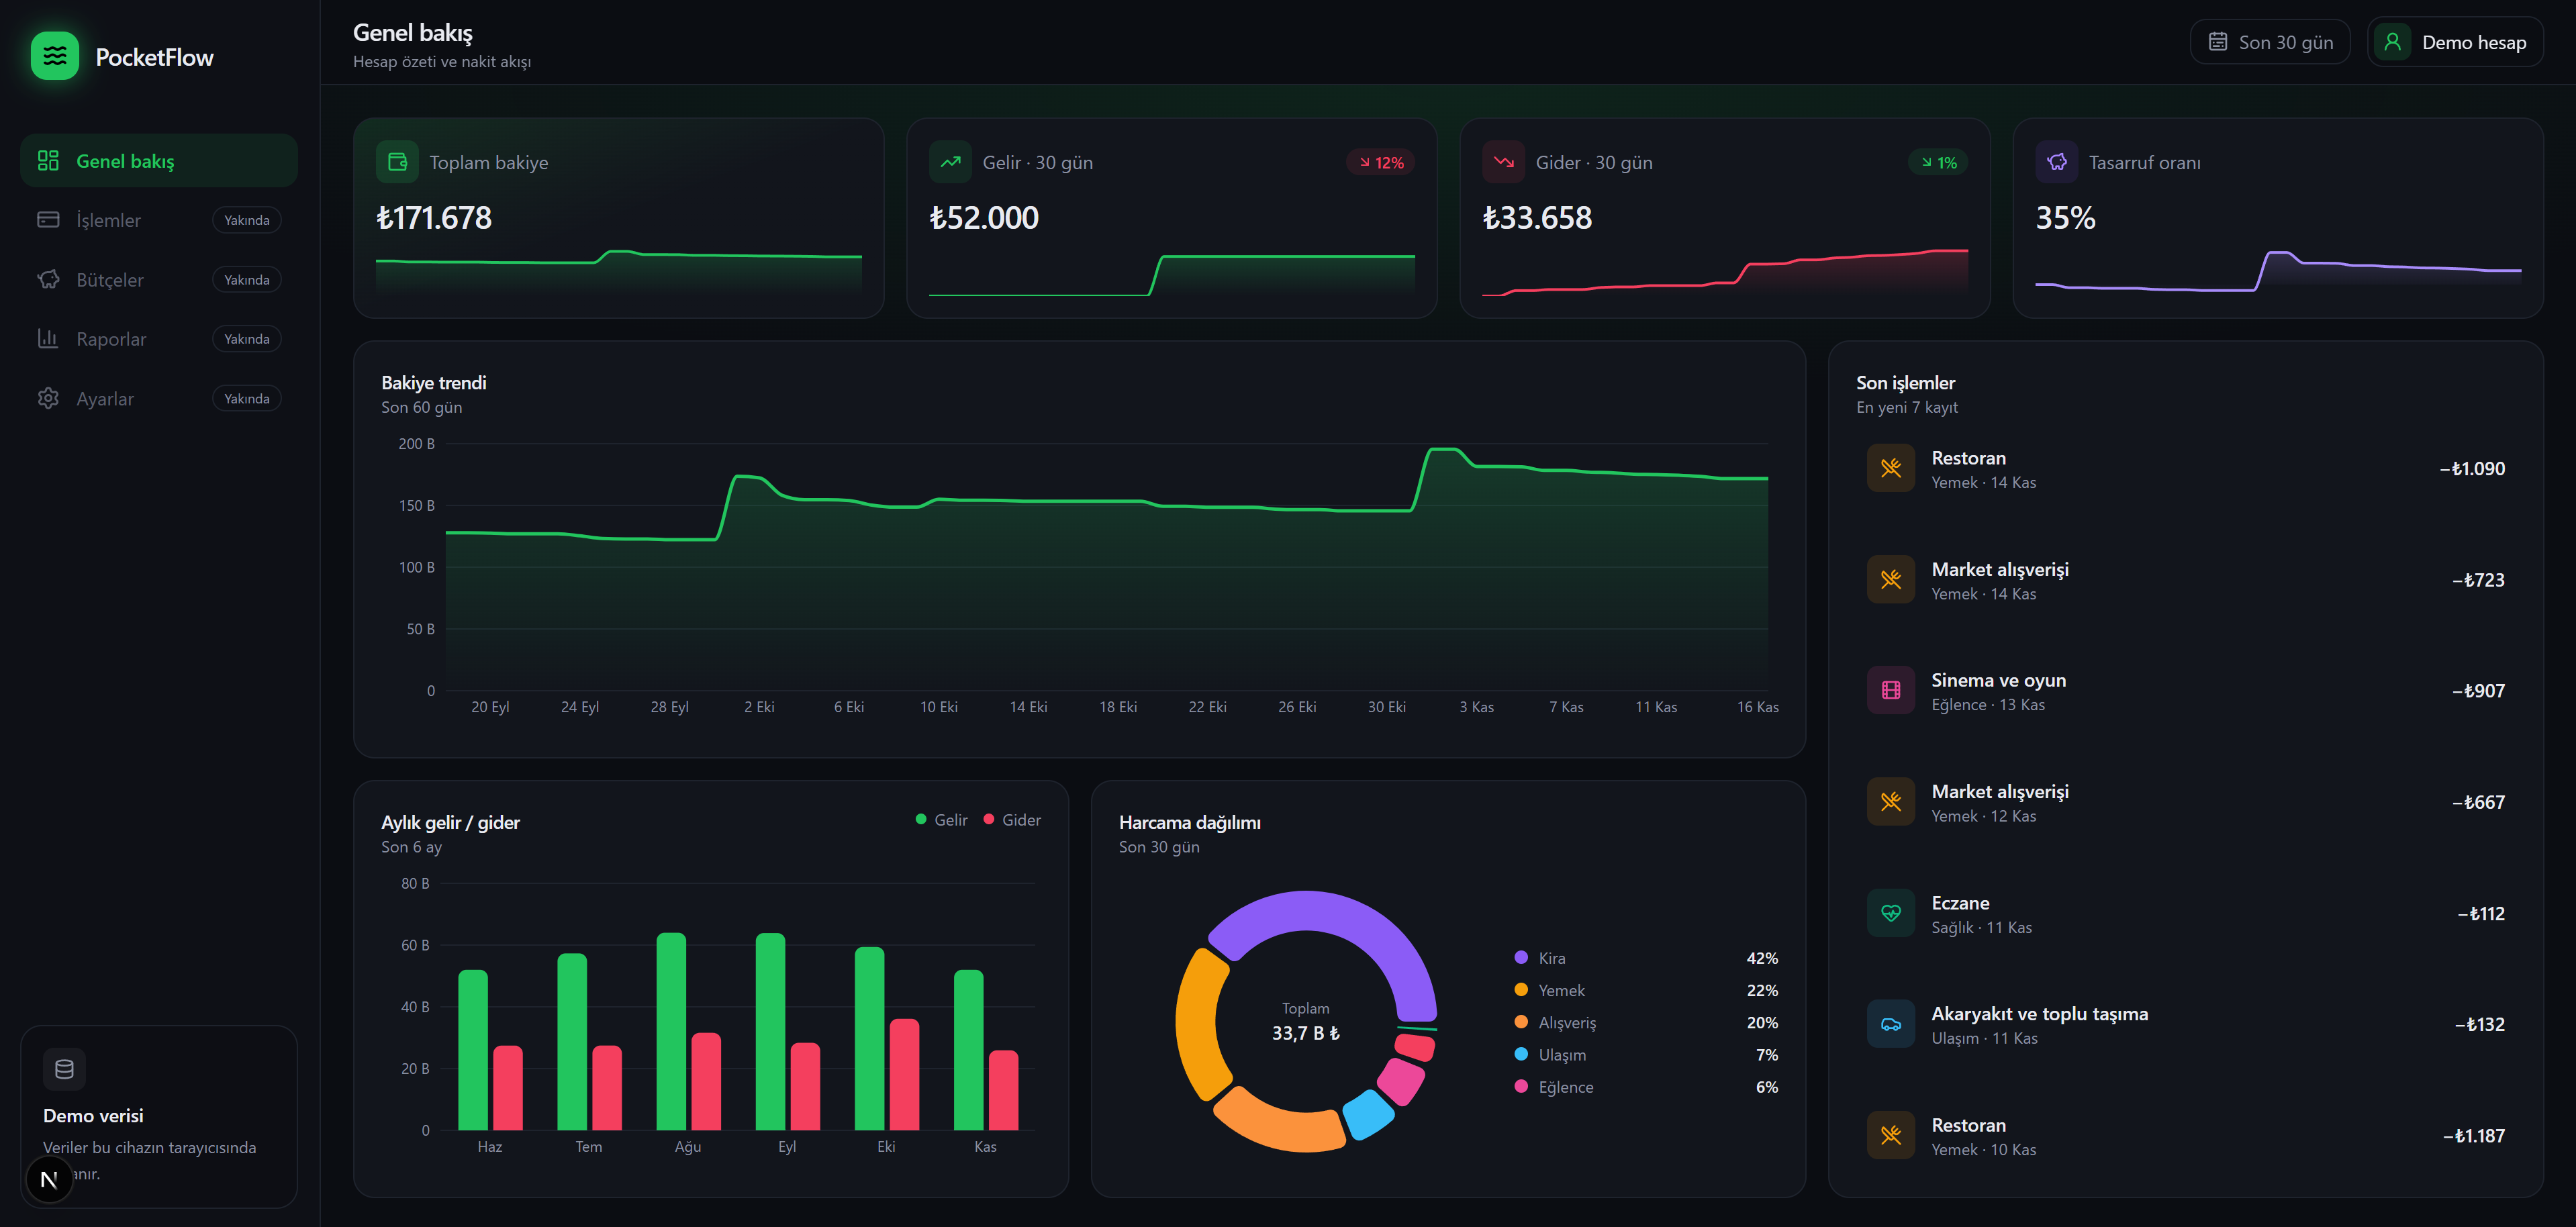 PocketFlow
Genel bakış
İşlemler Yakında
Bütçeler Yakında
Raporlar Yakında
Ayarlar Yakında
Demo verisi
Veriler bu cihazın tarayıcısında
N
Genel bakış
Hesap özeti ve nakit akışı
Son 30 gün
Demo hesap
Toplam bakiye
₺171.678
Gelir · 30 gün
12%
₺52.000
Gider · 30 gün
1%
₺33.658
Tasarruf oranı
35%
Bakiye trendi
Son 60 gün
200 B
150 B
100 B
50 B
0
20 Eyl 24 Eyl 28 Eyl 2 Eki 6 Eki 10 Eki 14 Eki 18 Eki 22 Eki 26 Eki 30 Eki 3 Kas 7 Kas 11 Kas 16 Kas
Aylık gelir / gider
Son 6 ay
Gelir Gider
80 B
60 B
40 B
20 B
0
Haz Tem Ağu Eyl Eki Kas
Harcama dağılımı
Son 30 gün
Toplam
33,7 B ₺
Kira 42%
Yemek 22%
Alışveriş 20%
Ulaşım 7%
Eğlence 6%
Son işlemler
En yeni 7 kayıt
Restoran
Yemek · 14 Kas
−₺1.090
Market alışverişi
Yemek · 14 Kas
−₺723
Sinema ve oyun
Eğlence · 13 Kas
−₺907
Market alışverişi
Yemek · 12 Kas
−₺667
Eczane
Sağlık · 11 Kas
−₺112
Akaryakıt ve toplu taşıma
Ulaşım · 11 Kas
−₺132
Restoran
Yemek · 10 Kas
−₺1.187